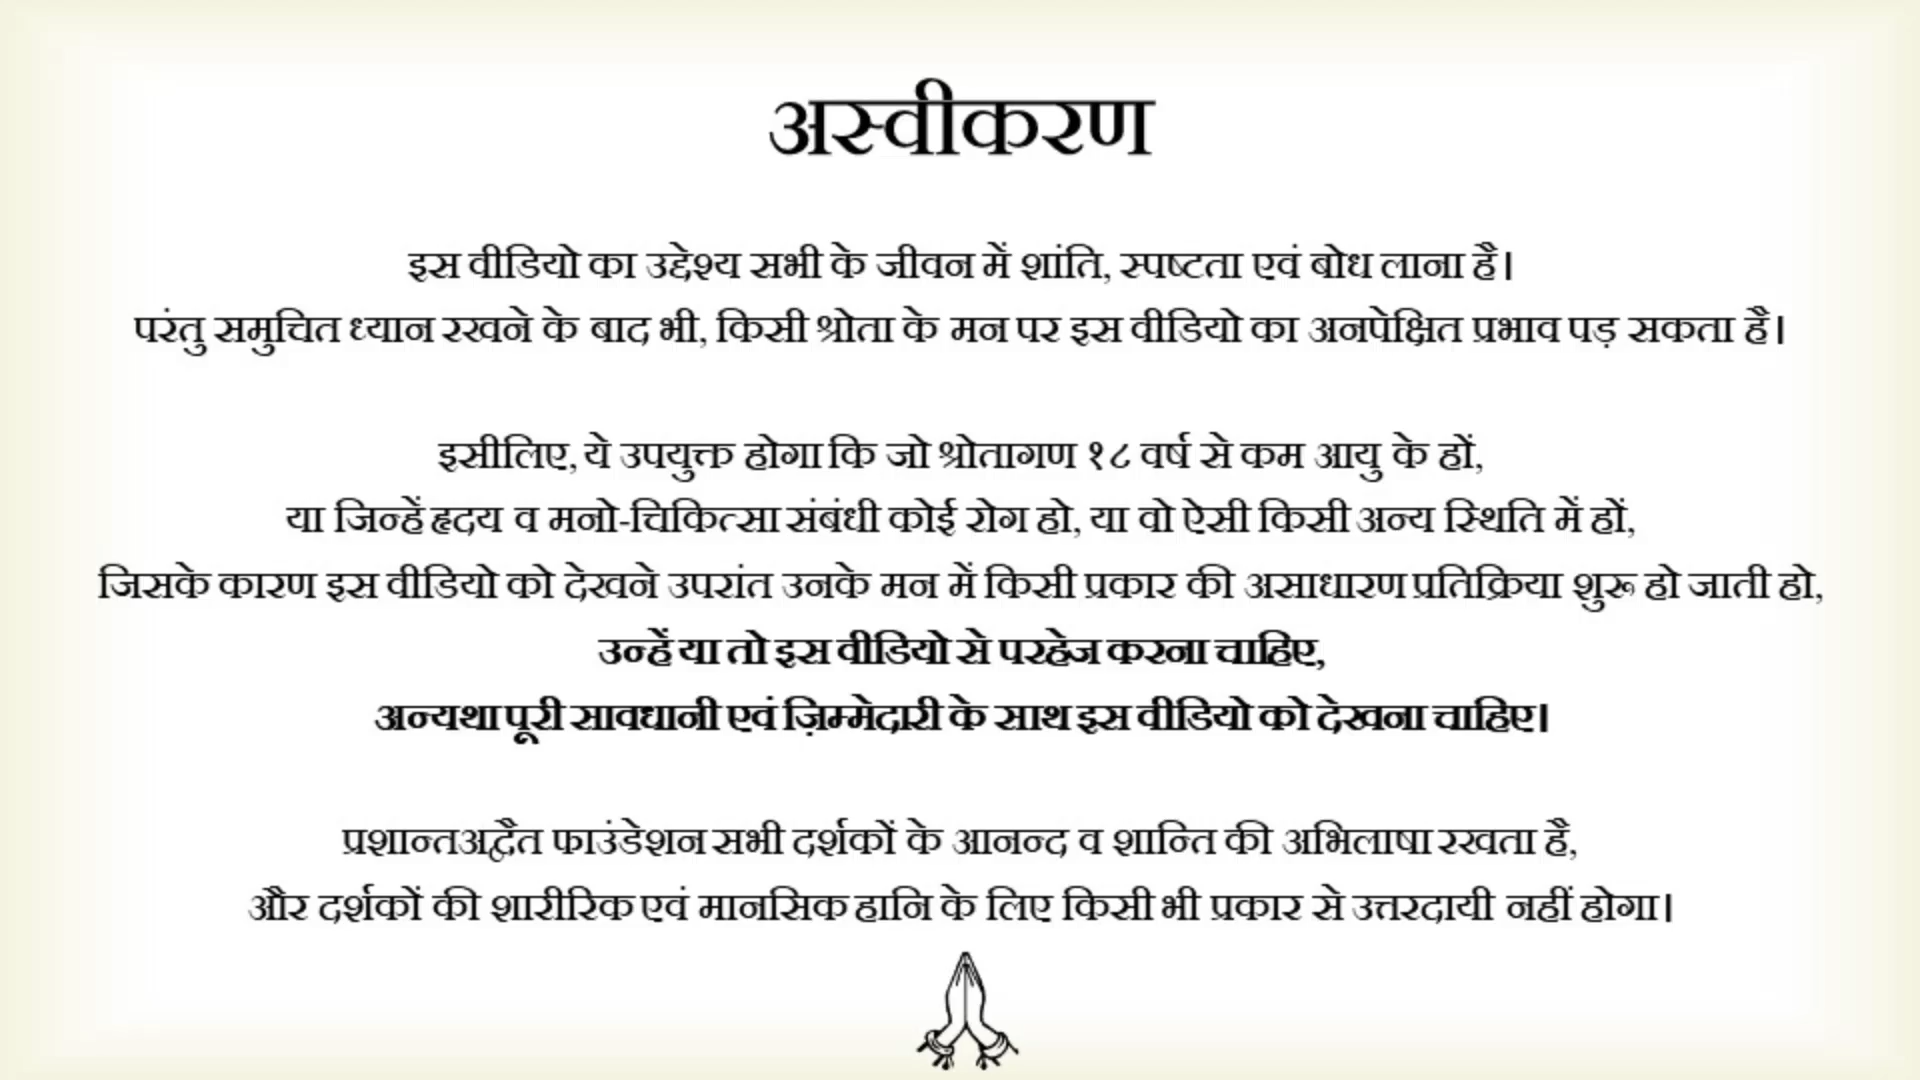 अस्वीकरण
इस वीडियो का उद्देश्य सभी के जीवन में शांति, स्पष्टता एवं बोध लाना है।
परंतु समुचित ध्यान रखने के बाद भी, किसी श्रोता के मन पर इस वीडियो का अनपेक्षित प्रभाव पड़ सकता है।
इसीलिए, ये उपयुक्त होगा कि जो श्रोतागण १८ वर्ष से कम आयु के हों,
या जिन्हें हृदय व मनो-चिकित्सा संबंधी कोई रोग हो, या वो ऐसी किसी अन्य स्थिति में हों,
जिसके कारण इस वीडियो को देखने उपरांत उनके मन में किसी प्रकार की असाधारण प्रतिक्रिया शुरू हो जाती हो,
उन्हें या तो इस वीडियो से परहेज करना चाहिए,
अन्यथा पूरी सावधानी एवं ज़िम्मेदारी के साथ इस वीडियो को देखना चाहिए।
प्रशान्तअद्वैत फाउंडेशन सभी दर्शकों के आनन्द व शान्ति की अभिलाषा रखता है,
और दर्शकों की शारीरिक एवं मानसिक हानि के लिए किसी भी प्रकार से उत्तरदायी नहीं होगा।